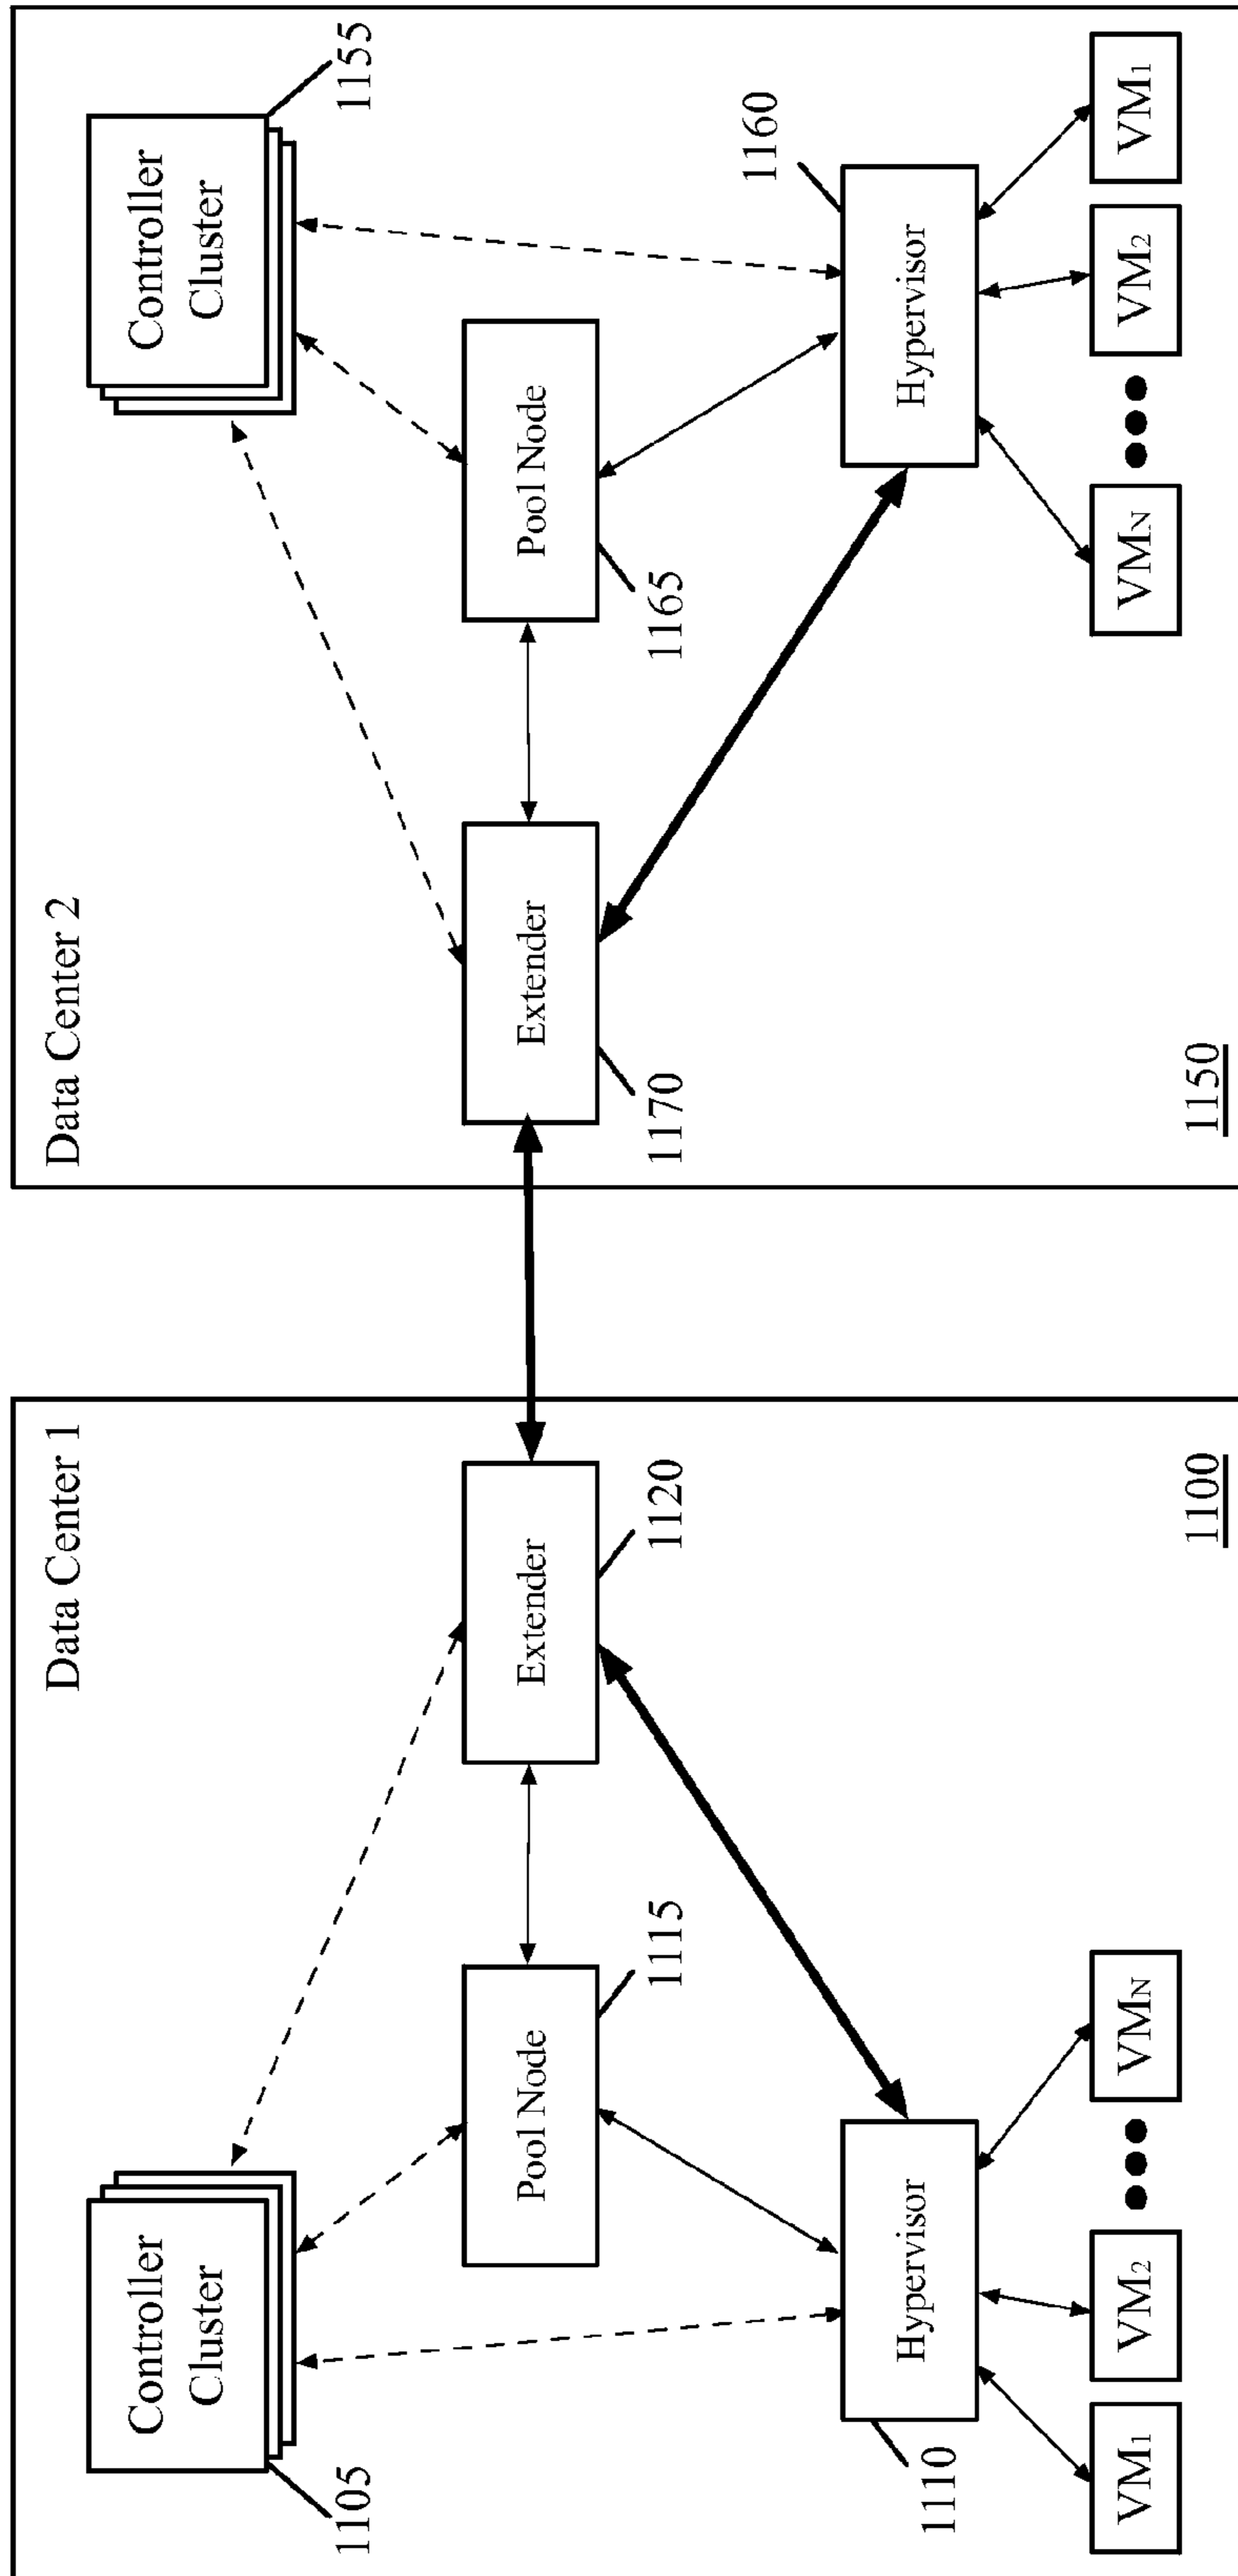 Data Center 1
Controller
Cluster
1105
Pool Node
1115
Extender
1120
Hypervisor
1110
VM1
VM2
VMN
1100
Data Center 2
Controller
Cluster
1155
Extender
1170
Pool Node
1165
Hypervisor
1160
VMN
VM2
VM1
1150